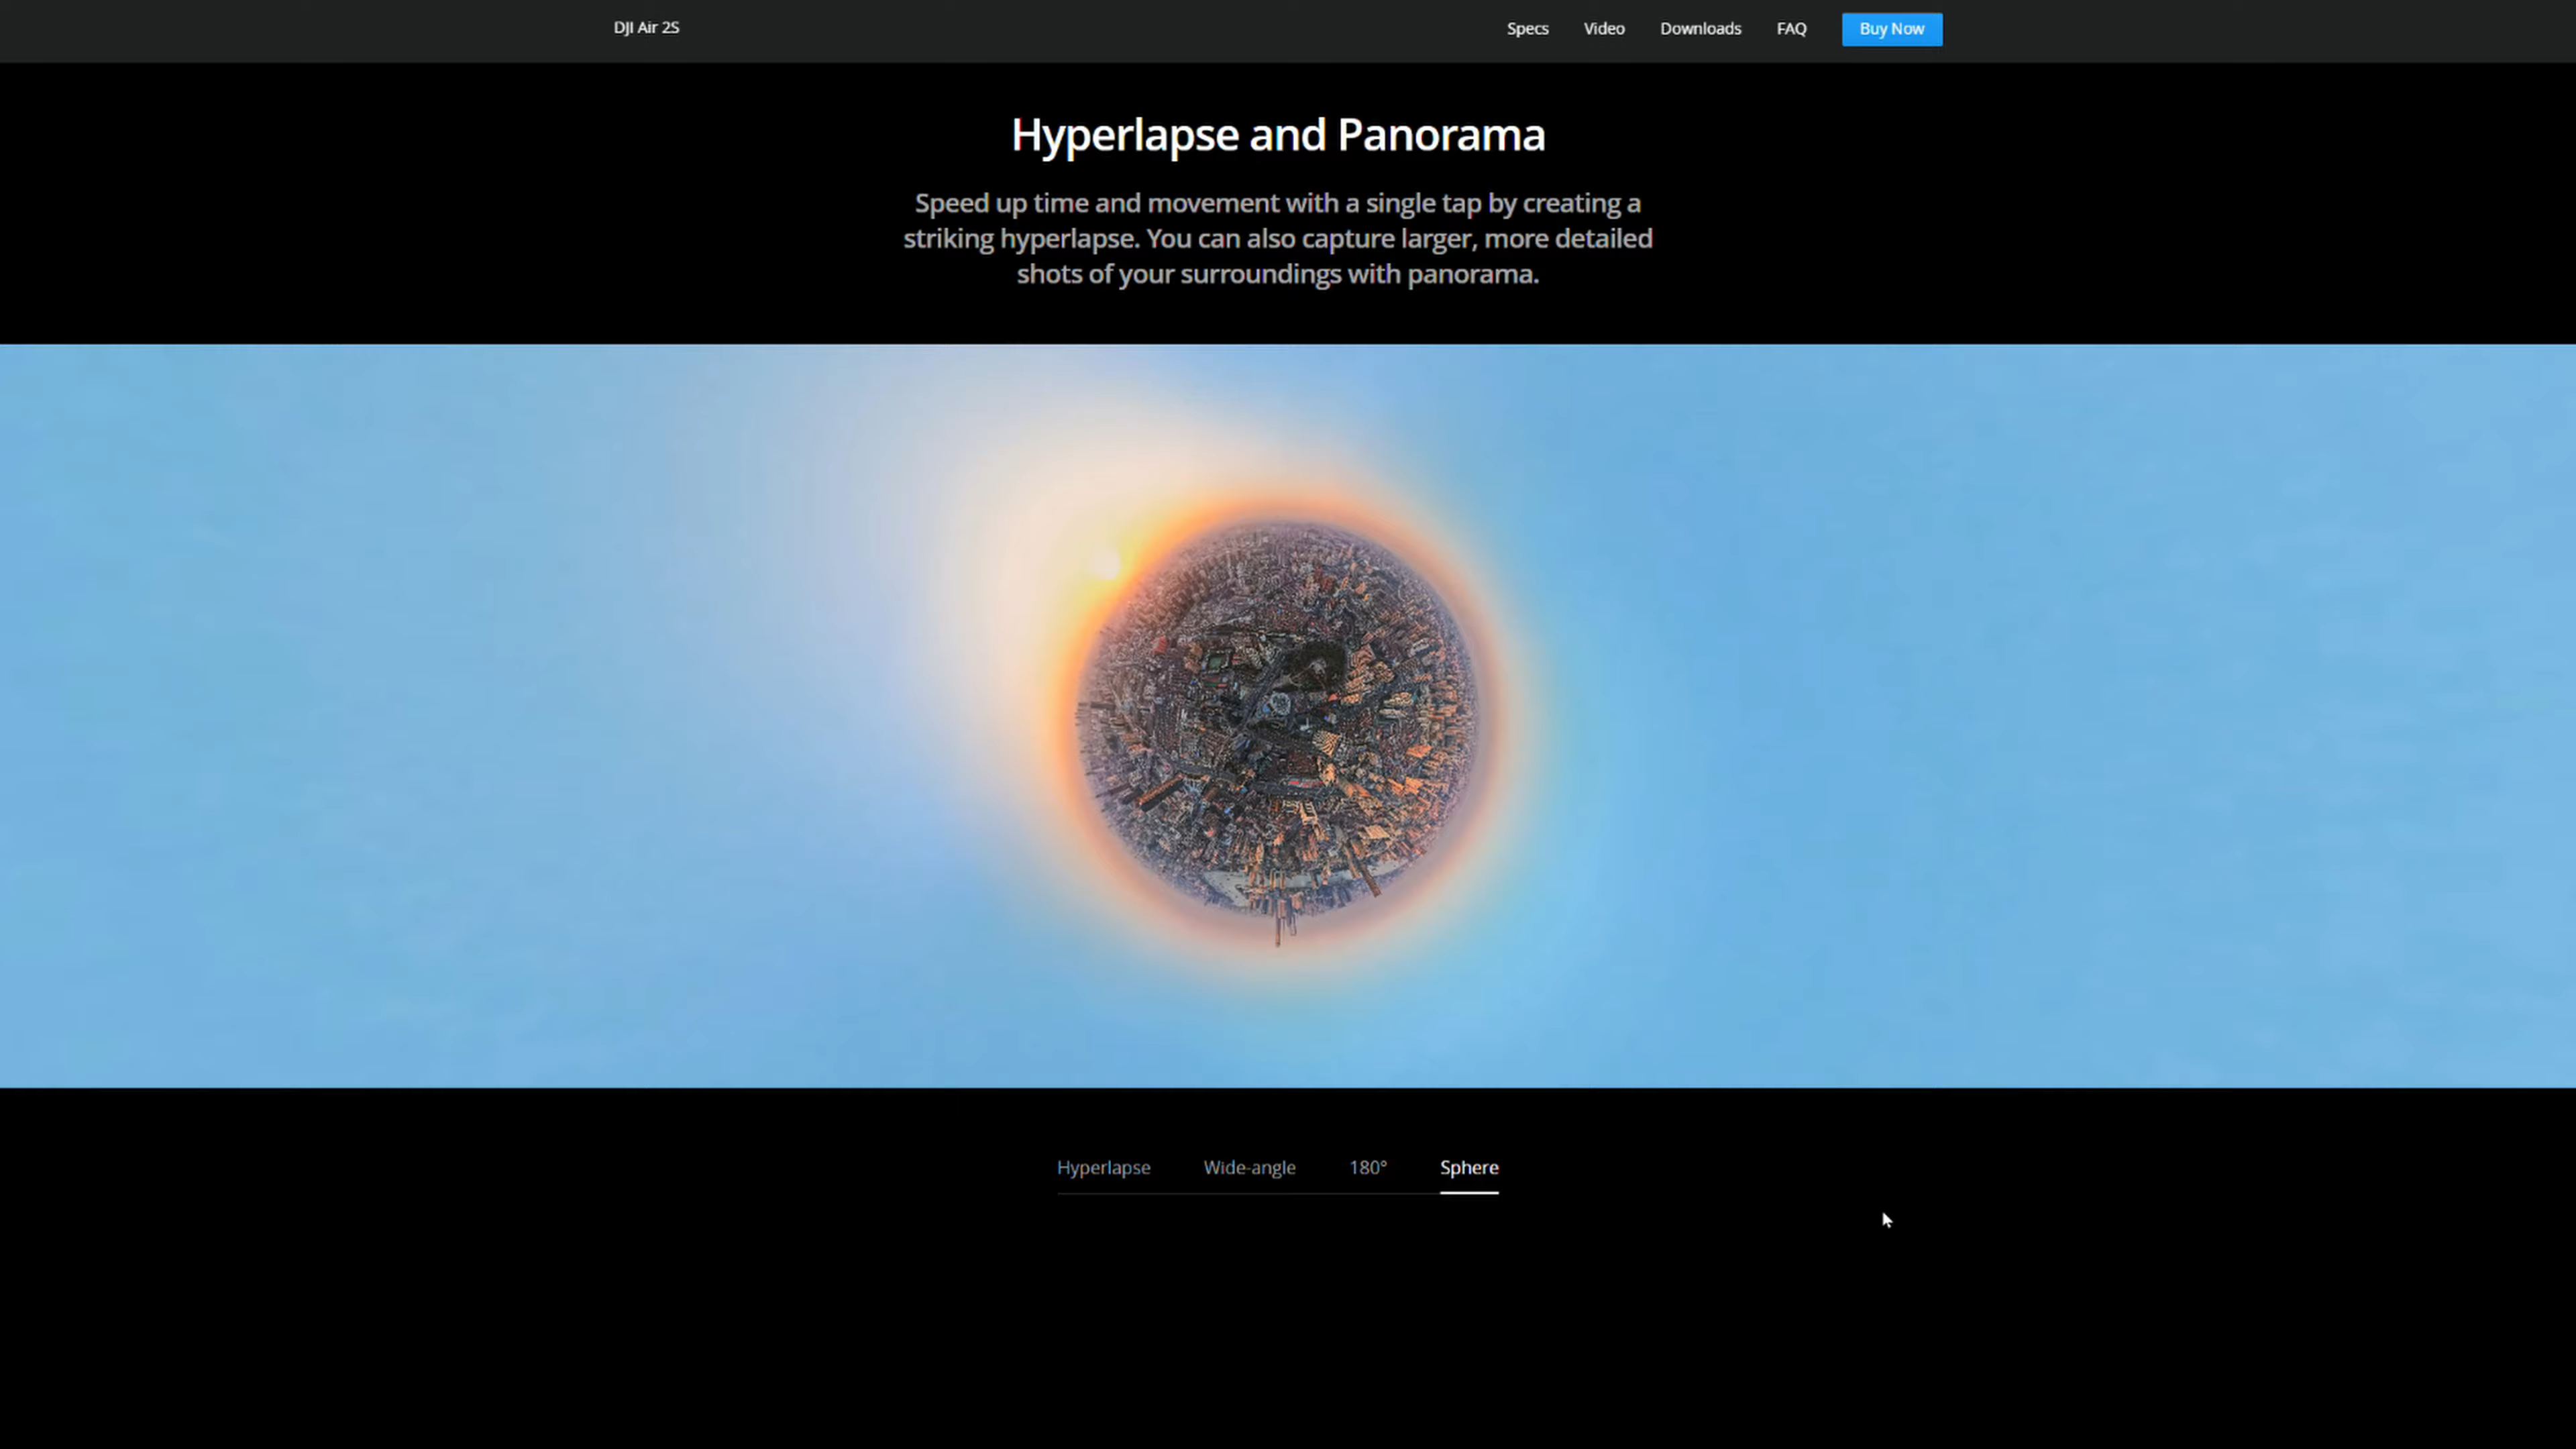 DJI Air 2S
Specs
Video
Downloads
FAQ
Buy Now
Hyperlapse and Panorama
Speed up time and movement with a single tap by creating a
striking hyperlapse. You can also capture larger, more detailed
shots of your surroundings with panorama.
Hyperlapse
Wide-angle
180°
Sphere